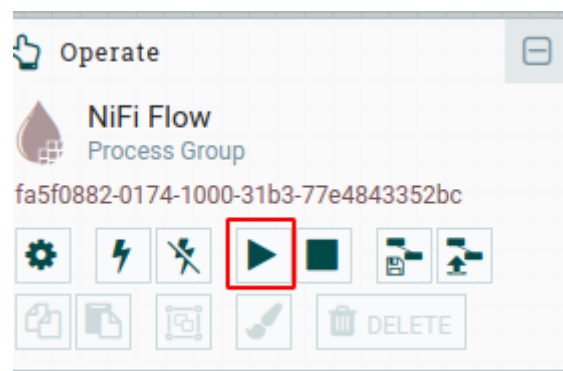 Operate
NiFi Flow
Process Group
fa5f0882-0174-1000-31b3-77e4843352bc
DELETE